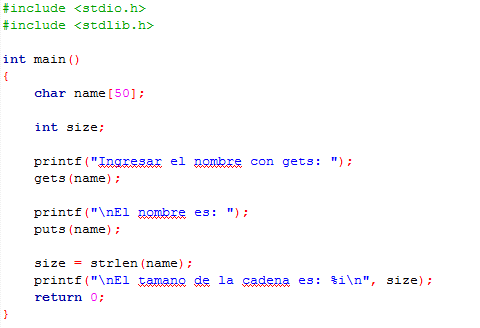 #include <stdio.h>
#include <stdlib.h>

int main()
{
    char name[50];

    int size;

    printf("Ingresar el nombre con gets: ");
    gets(name);

    printf("\nEl nombre es: ");
    puts(name);

    size = strlen(name);
    printf("\nEl tamano de la cadena es: %i\n", size);
    return 0;
}